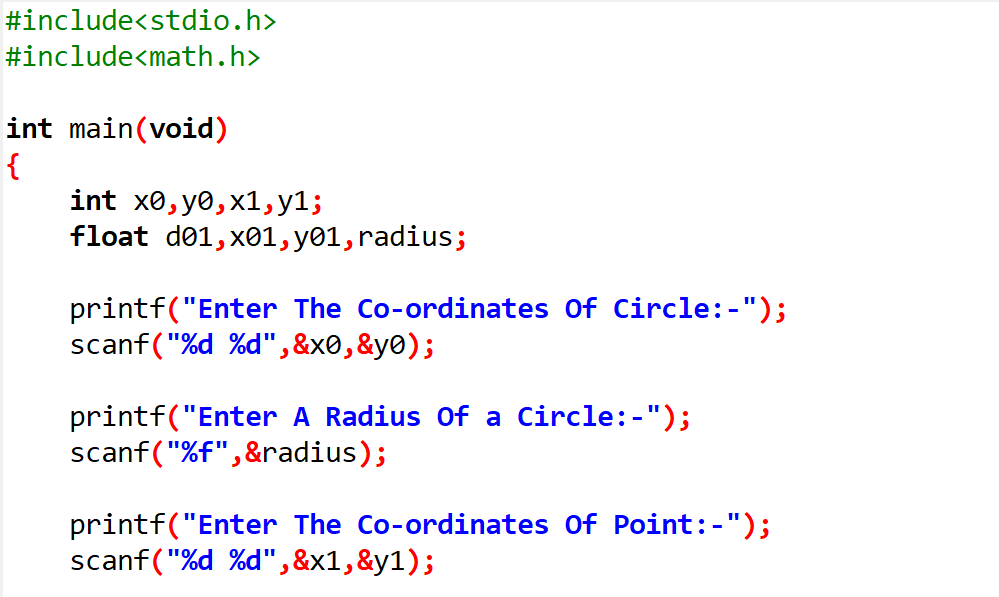 #include<stdio.h>
#include<math.h>
int main(void)
{
int x0,y0,x1,y1;
float d01,x01,y01,radius;
printf("Enter The Co-ordinates Of Circle:-");
scanf("%d %d",&x0,&y0);
printf("Enter A Radius Of a Circle:-");
scanf("%f",&radius);
printf("Enter The Co-ordinates Of Point:-");
scanf("%d %d",&x1,&y1);